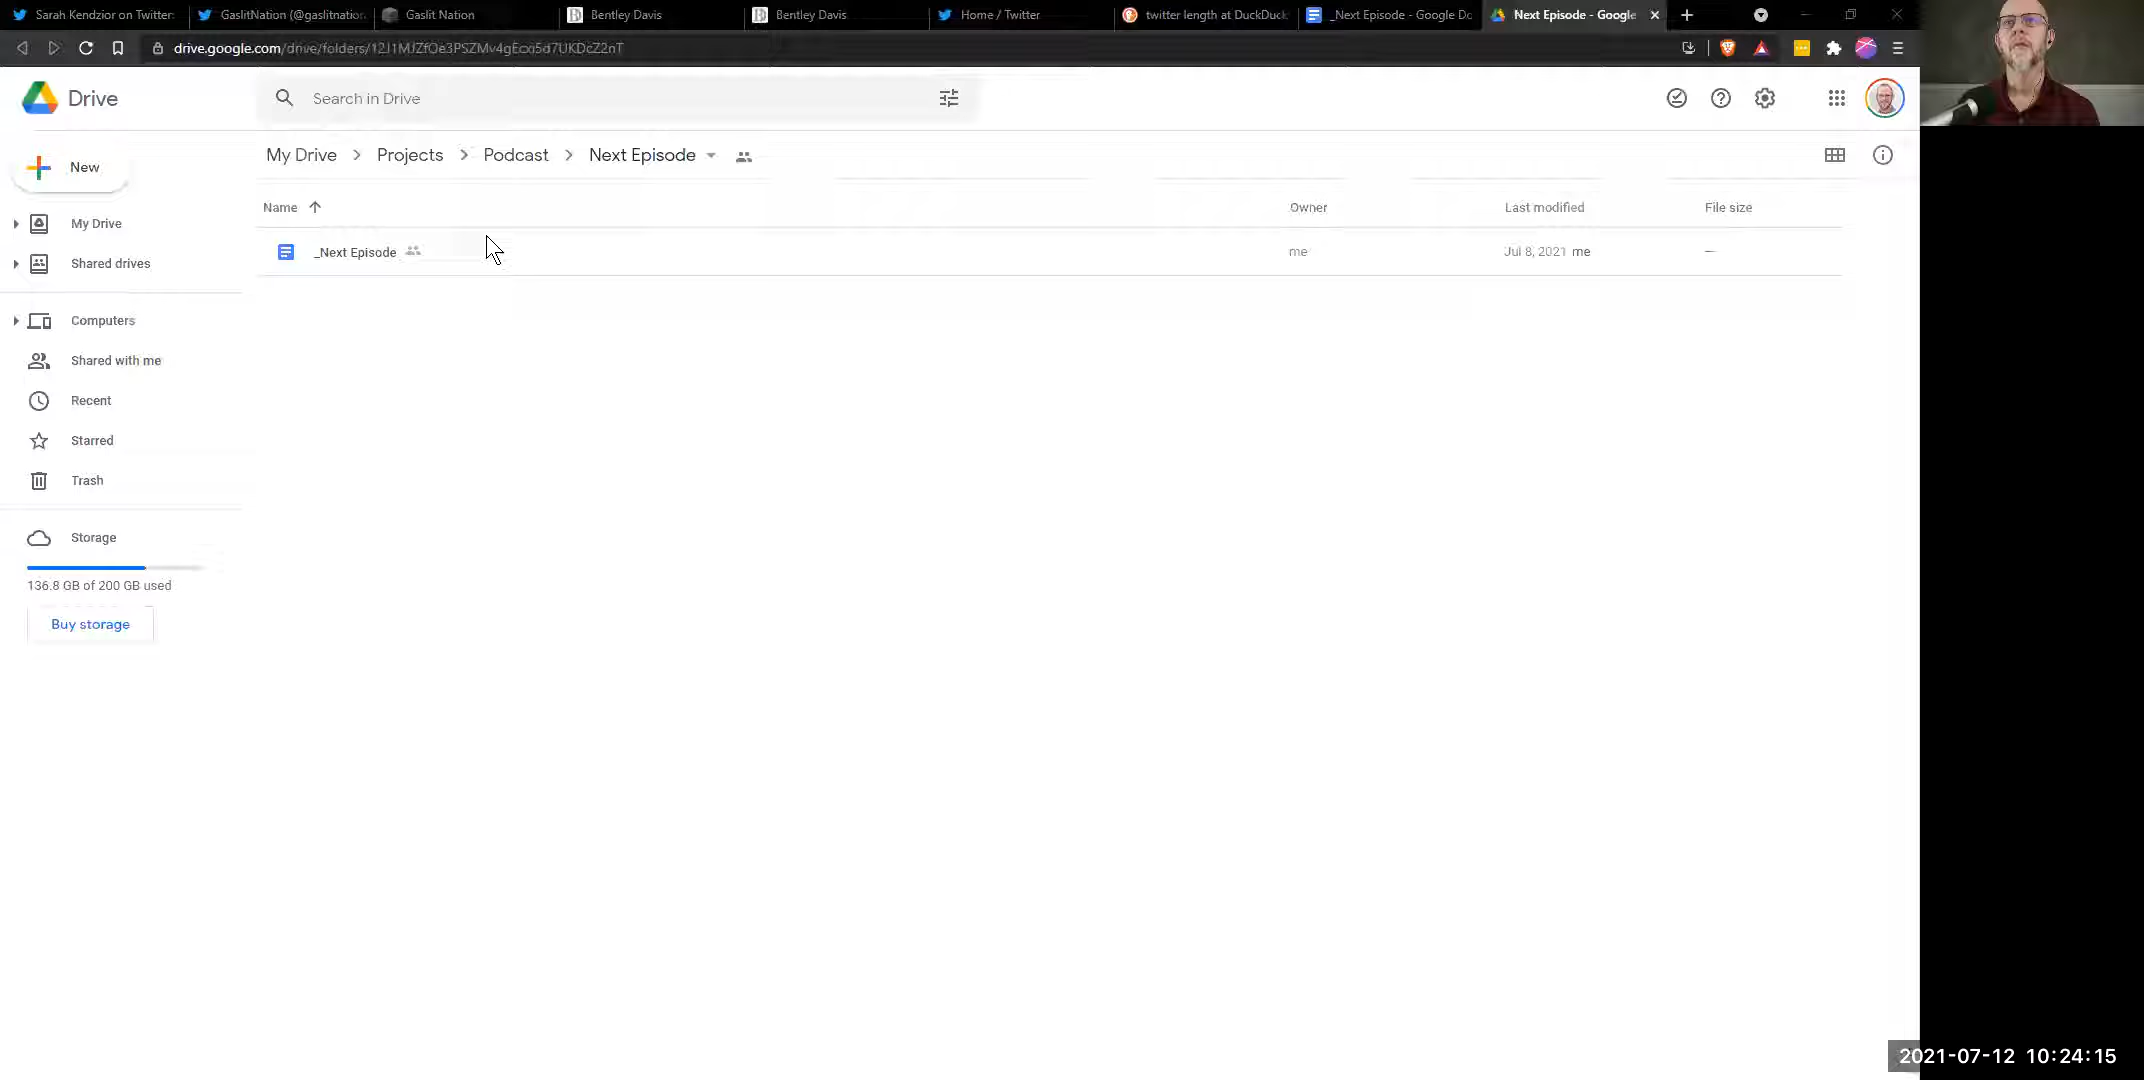 Sarah Kendzior on Twitter: GaslitNation (@gaslitnation Gaslit Nation Bentley Davis Bentley Davis Home / Twitter twitter length at DuckDuck _Next Episode - Google Do Next Episode - Google
drive.google.com/drive/folders/
Drive Search in Drive
New My Drive Projects Podcast Next Episode
Name Owner Last modified File size
My Drive
_Next Episode me Jul 8, 2021 me —
Shared drives
Computers
Shared with me
Recent
Starred
Trash
Storage
136.8 GB of 200 GB used
Buy storage
2021-07-12 10:24:15